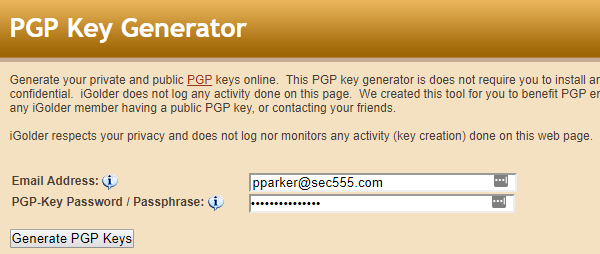 PGP Key Generator
Generate your private and public PGP keys online. This PGP key generator is does not require you to install an
confidential. iGolder does not log any activity done on this page. We created this tool for you to benefit PGP en
any iGolder member having a public PGP key, or contacting your friends.
iGolder respects your privacy and does not log nor monitors any activity (key creation) done on this web page.
Email Address: pparker@sec555.com
PGP-Key Password / Passphrase: •••••••••••••••
Generate PGP Keys